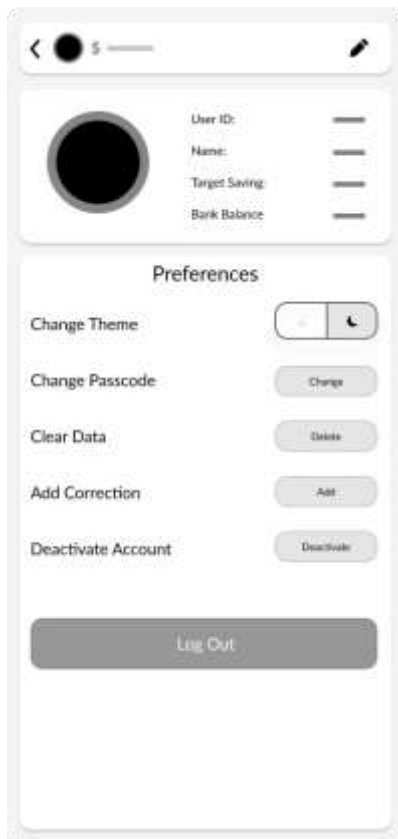 $
User ID:
Name:
Target Saving
Bank Balance
Preferences
Change Theme
Change Passcode
Change
Clear Data
Delete
Add Correction
Add
Deactivate Account
Deactivate
Log Out